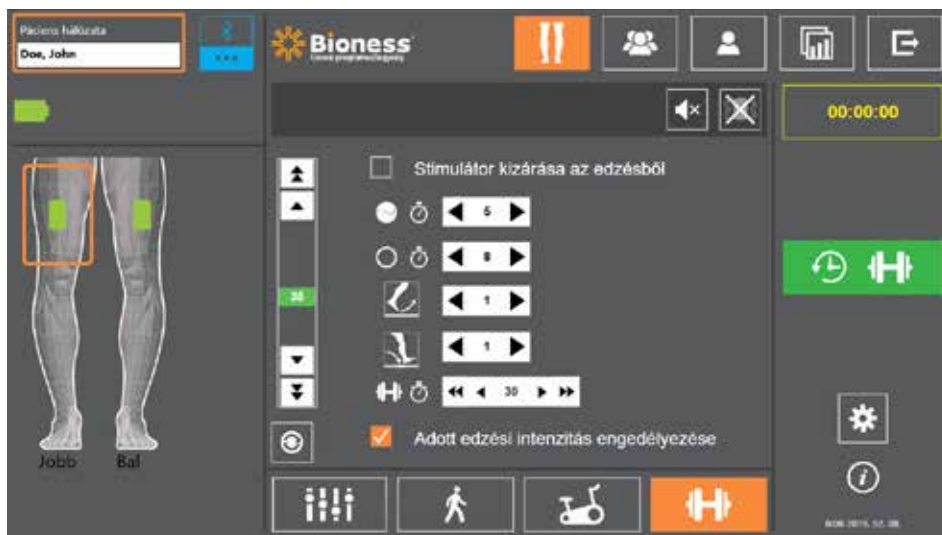 Páciens hálózata
Doe, John
Bioness
00:00:00
Stimulátor kizárása az edzésből
5
8
1
1
30
30
Adott edzési intenzitás engedélyezése
Jobb
Bal